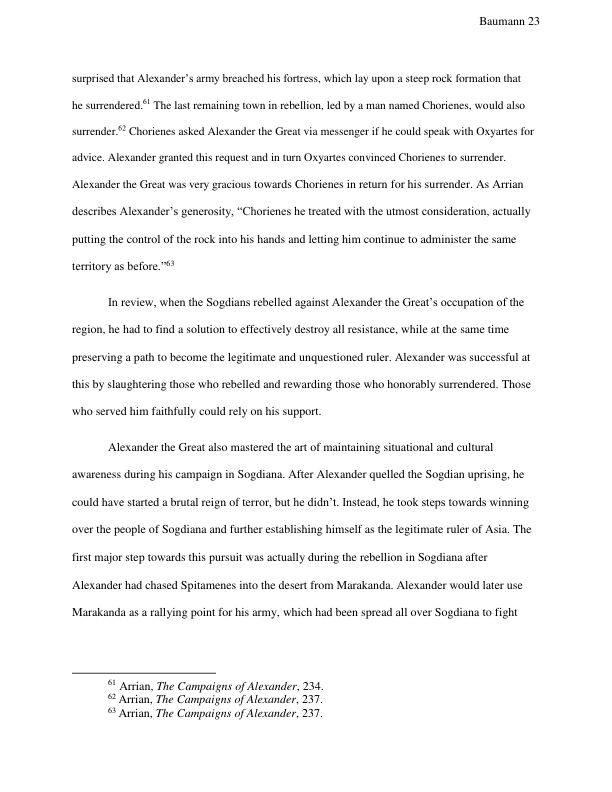 Baumann 23
surprised that Alexander’s army breached his fortress, which lay upon a steep rock formation that
he surrendered.61 The last remaining town in rebellion, led by a man named Chorienes, would also
surrender.62 Chorienes asked Alexander the Great via messenger if he could speak with Oxyartes for
advice. Alexander granted this request and in turn Oxyartes convinced Chorienes to surrender.
Alexander the Great was very gracious towards Chorienes in return for his surrender. As Arrian
describes Alexander’s generosity, “Chorienes he treated with the utmost consideration, actually
putting the control of the rock into his hands and letting him continue to administer the same
territory as before.”63
In review, when the Sogdians rebelled against Alexander the Great’s occupation of the
region, he had to find a solution to effectively destroy all resistance, while at the same time
preserving a path to become the legitimate and unquestioned ruler. Alexander was successful at
this by slaughtering those who rebelled and rewarding those who honorably surrendered. Those
who served him faithfully could rely on his support.
Alexander the Great also mastered the art of maintaining situational and cultural
awareness during his campaign in Sogdiana. After Alexander quelled the Sogdian uprising, he
could have started a brutal reign of terror, but he didn’t. Instead, he took steps towards winning
over the people of Sogdiana and further establishing himself as the legitimate ruler of Asia. The
first major step towards this pursuit was actually during the rebellion in Sogdiana after
Alexander had chased Spitamenes into the desert from Marakanda. Alexander would later use
Marakanda as a rallying point for his army, which had been spread all over Sogdiana to fight
61 Arrian, The Campaigns of Alexander, 234.
62 Arrian, The Campaigns of Alexander, 237.
63 Arrian, The Campaigns of Alexander, 237.